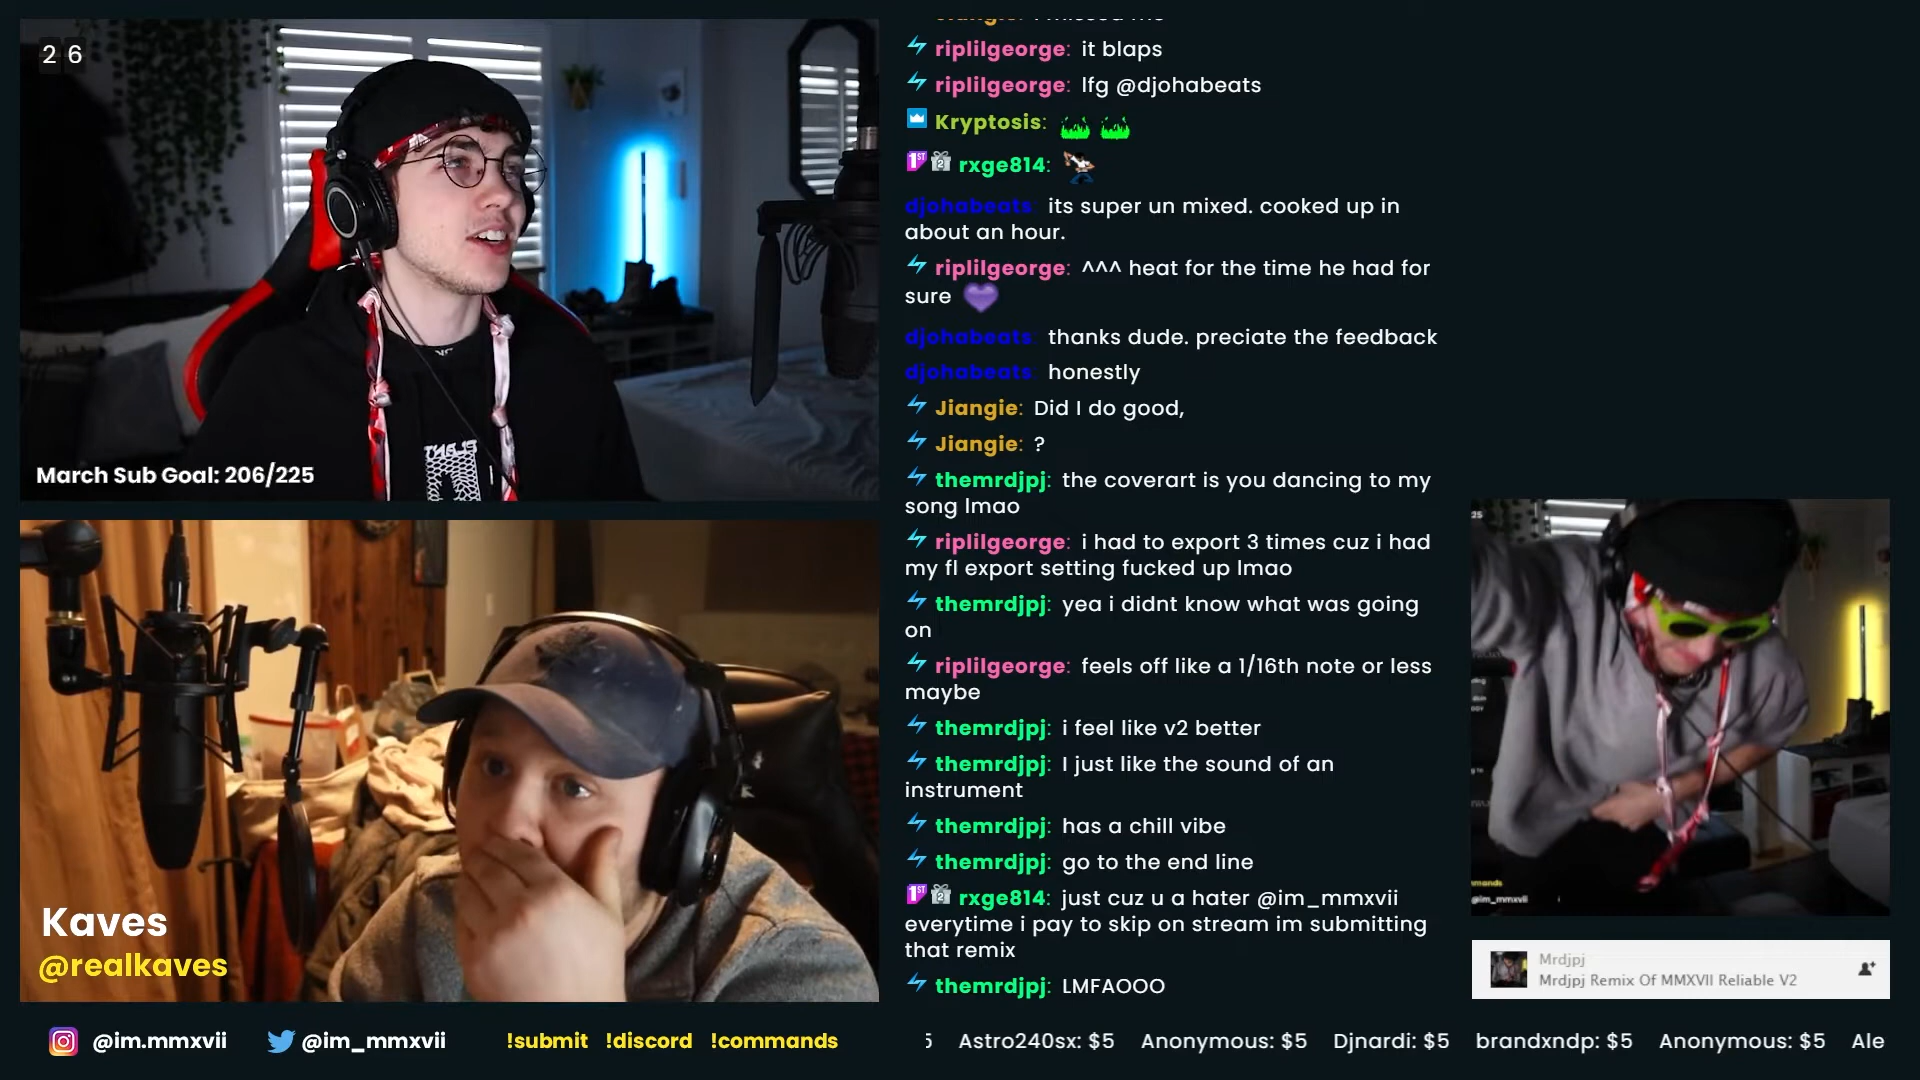 2 6
March Sub Goal: 206/225
Kaves
@realkaves
riplilgeorge: it blaps
riplilgeorge: lfg @djohabeats
Kryptosis:
1ST 2 rxge814:
djohabeats: its super un mixed. cooked up in
about an hour.
riplilgeorge: ^^^ heat for the time he had for
sure
djohabeats: thanks dude. preciate the feedback
djohabeats: honestly
Jiangie: Did I do good,
Jiangie: ?
themrdjpj: the coverart is you dancing to my
song lmao
riplilgeorge: i had to export 3 times cuz i had
my fl export setting fucked up lmao
themrdjpj: yea i didnt know what was going
on
riplilgeorge: feels off like a 1/16th note or less
maybe
themrdjpj: i feel like v2 better
themrdjpj: I just like the sound of an
instrument
themrdjpj: has a chill vibe
themrdjpj: go to the end line
1ST 2 rxge814: just cuz u a hater @im_mmxvii
everytime i pay to skip on stream im submitting
that remix
themrdjpj: LMFAOOO
@im_mmxvii
Mrdjpj
Mrdjpj Remix Of MMXVII Reliable V2
@im.mmxvii @im_mmxvii !submit !discord !commands
5 Astro240sx: $5 Anonymous: $5 Djnardi: $5 brandxndp: $5 Anonymous: $5 Ale